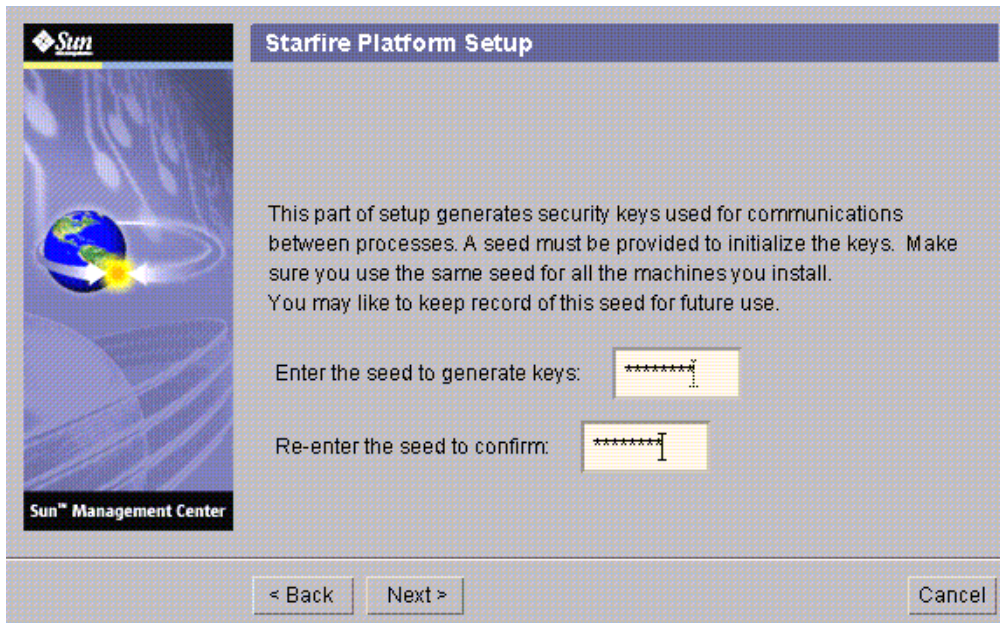 Sun
Starfire Platform Setup
This part of setup generates security keys used for communications
between processes. A seed must be provided to initialize the keys.  Make
sure you use the same seed for all the machines you install.
You may like to keep record of this seed for future use.
Enter the seed to generate keys: ********
Re-enter the seed to confirm: ********
Sun™ Management Center
< Back Next > Cancel